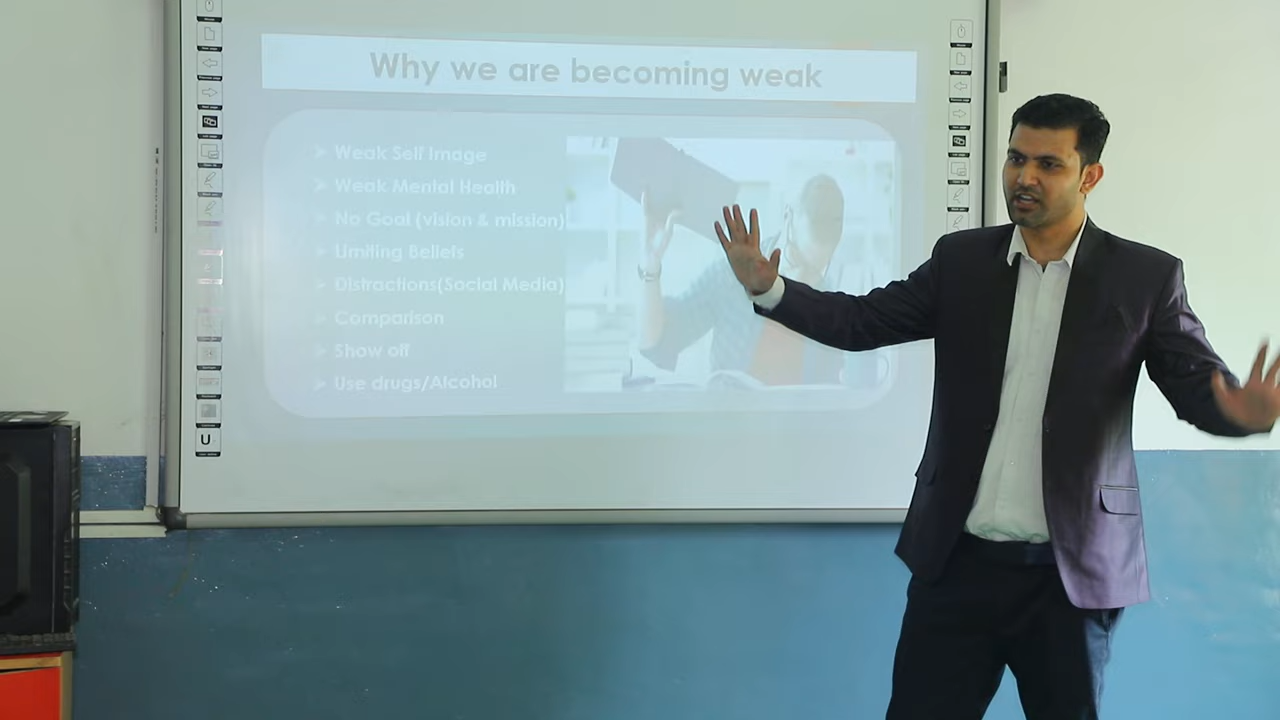 Why we are becoming weak
Weak Self Image
Weak Mental Health
No Goal (vision & mission)
Limiting Beliefs
Distractions(Social Media)
Comparison
Show off
Use drugs/Alcohol
U